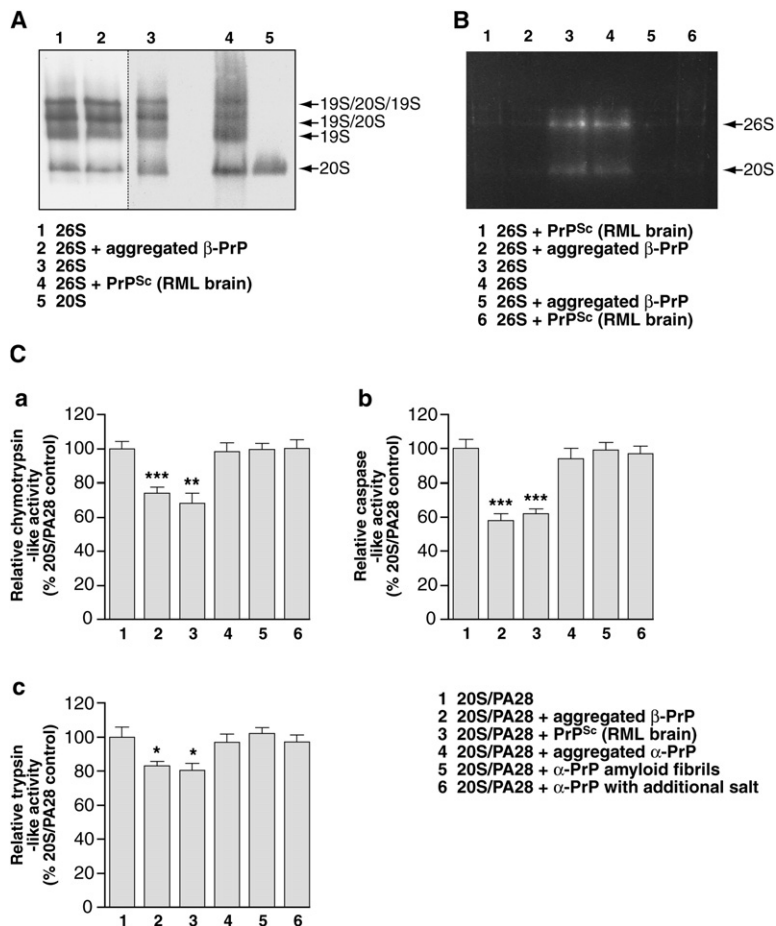 A
1 2 3 4 5
19S/20S/19S
19S/20S
19S
20S
1 26S
2 26S + aggregated β-PrP
3 26S
4 26S + PrPSc (RML brain)
5 20S
B
1 2 3 4 5 6
26S
20S
1 26S + PrPSc (RML brain)
2 26S + aggregated β-PrP
3 26S
4 26S
5 26S + aggregated β-PrP
6 26S + PrPSc (RML brain)
C
a
Relative chymotrypsin
-like activity
(% 20S/PA28 control)
120
100
80
60
40
20
0
*** **
1 2 3 4 5 6
b
Relative caspase
-like activity
(% 20S/PA28 control)
120
100
80
60
40
20
0
*** ***
1 2 3 4 5 6
c
Relative trypsin
-like activity
(% 20S/PA28 control)
120
100
80
60
40
20
0
* *
1 2 3 4 5 6
1 20S/PA28
2 20S/PA28 + aggregated β-PrP
3 20S/PA28 + PrPSc (RML brain)
4 20S/PA28 + aggregated α-PrP
5 20S/PA28 + α-PrP amyloid fibrils
6 20S/PA28 + α-PrP with additional salt